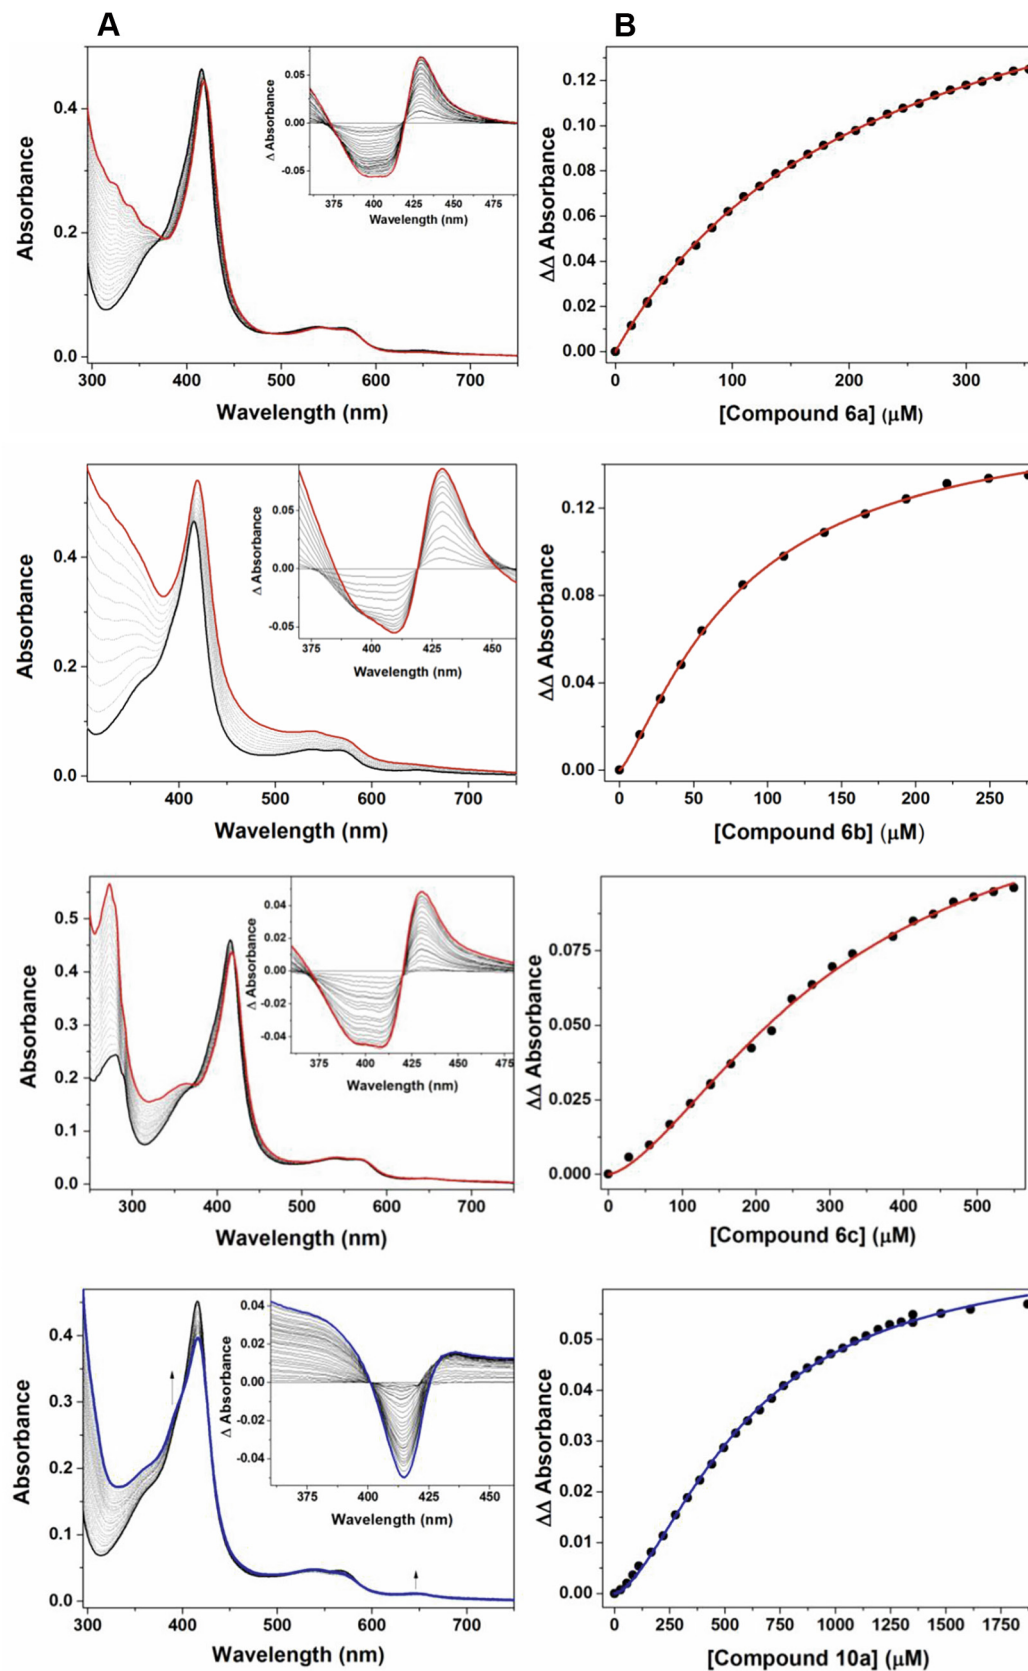 A
B
Absorbance
0.4
0.2
0.0
300 400 500 600 700
Wavelength (nm)
Δ Absorbance
0.05
0.00
-0.05
375 400 425 450 475
Wavelength (nm)
ΔΔ Absorbance
0.12
0.10
0.08
0.06
0.04
0.02
0.00
0 100 200 300
[Compound 6a] (μM)
Absorbance
0.4
0.2
0.0
400 500 600 700
Wavelength (nm)
Δ Absorbance
0.05
0.00
-0.05
375 400 425 450
Wavelength (nm)
ΔΔ Absorbance
0.12
0.08
0.04
0.00
0 50 100 150 200 250
[Compound 6b] (μM)
Absorbance
0.5
0.4
0.3
0.2
0.1
0.0
300 400 500 600 700
Wavelength (nm)
Δ Absorbance
0.04
0.02
0.00
-0.02
-0.04
375 400 425 450 475
Wavelength (nm)
ΔΔ Absorbance
0.075
0.050
0.025
0.000
0 100 200 300 400 500
[Compound 6c] (μM)
Absorbance
0.4
0.3
0.2
0.1
0.0
300 400 500 600 700
Wavelength (nm)
Δ Absorbance
0.04
0.02
0.00
-0.02
-0.04
375 400 425 450
Wavelength (nm)
ΔΔ Absorbance
0.05
0.04
0.03
0.02
0.01
0.00
0 250 500 750 1000 1250 1500 1750
[Compound 10a] (μM)